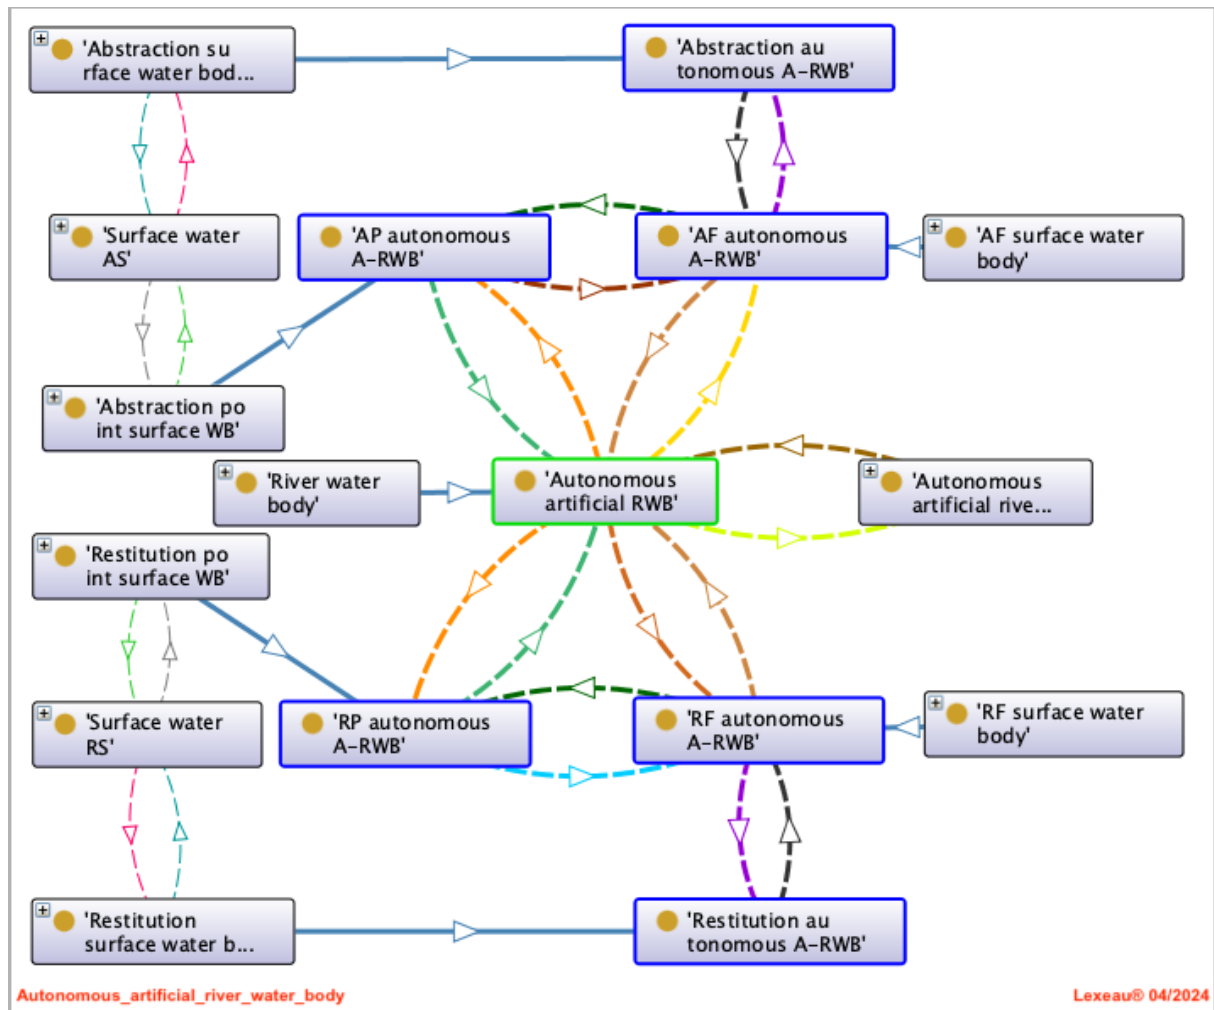 'Abstraction su
rface water bod...
'Abstraction au
tonomous A-RWB'
'Surface water
AS'
'AP autonomous
A-RWB'
'AF autonomous
A-RWB'
'AF surface water
body'
'Abstraction po
int surface WB'
'River water
body'
'Autonomous
artificial RWB'
'Autonomous
artificial rive...
'Restitution po
int surface WB'
'Surface water
RS'
'RP autonomous
A-RWB'
'RF autonomous
A-RWB'
'RF surface water
body'
'Restitution
surface water b...
'Restitution au
tonomous A-RWB'
Autonomous_artificial_river_water_body
Lexeau® 04/2024